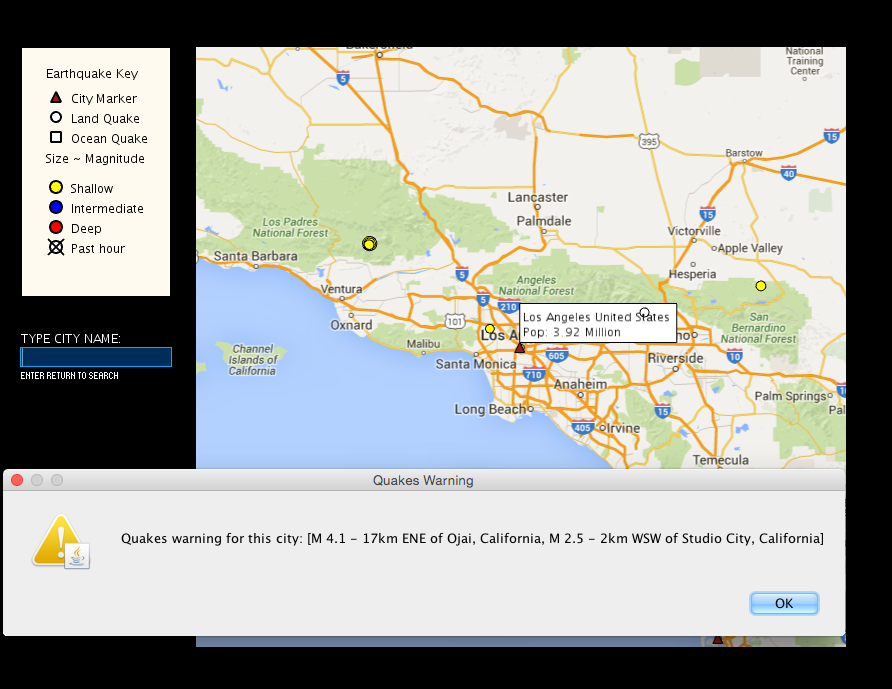 Earthquake Key
City Marker
Land Quake
Ocean Quake
Size ~ Magnitude
Shallow
Intermediate
Deep
Past hour
TYPE CITY NAME:
ENTER RETURN TO SEARCH
Bakersfield
National
Training
Center
5
395
Barstow
15
40
Lancaster
Palmdale
15
Los Padres
National Forest
Victorville
Apple Valley
Santa Barbara
5
Hesperia
Angeles
National Forest
Ventura
5
210
Los Angeles United States
Pop: 3.92 Million
San
Bernardino
National Forest
Oxnard
101
Los A
no
Malibu
605
Riverside
10
Channel
Islands of
California
Santa Monica
710
Anaheim
Palm Springs
10
Long Beach
15
Pal
405
Irvine
Temecula
Quakes Warning
Quakes warning for this city: [M 4.1 - 17km ENE of Ojai, California, M 2.5 - 2km WSW of Studio City, California]
OK